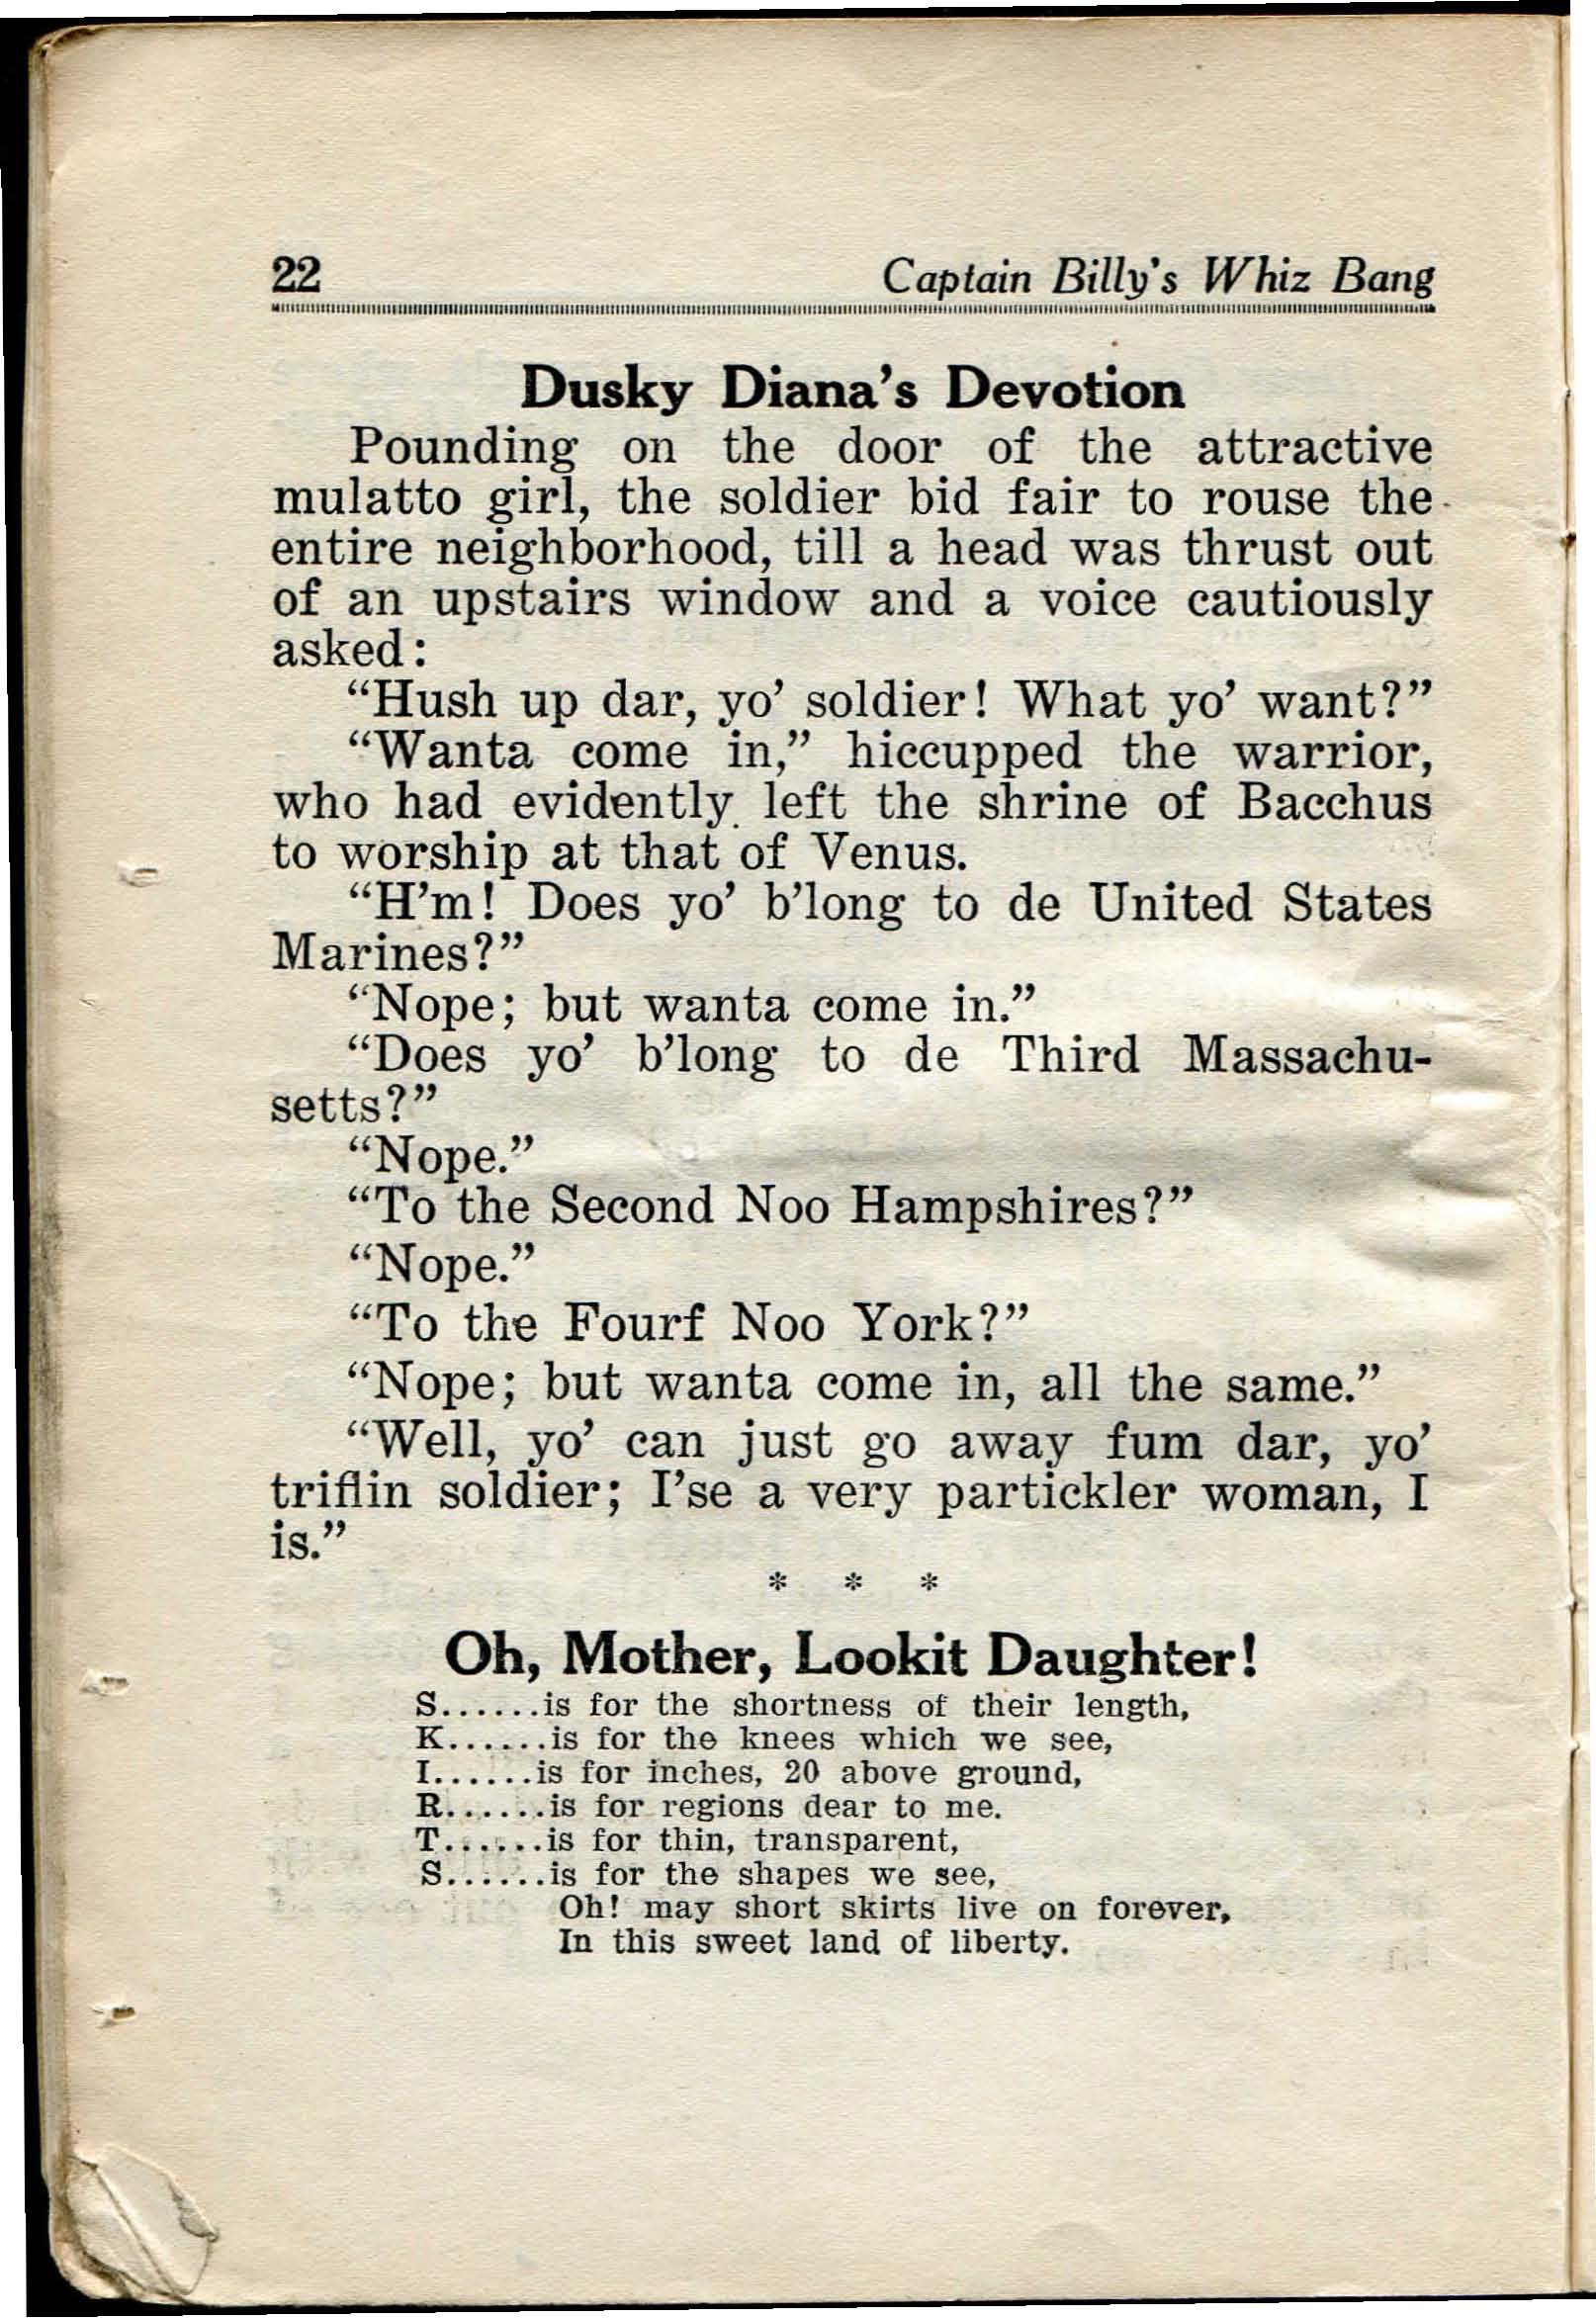 22 Captain Billy's Whiz Bang
Dusky Diana's Devotion
Pounding on the door of the attractive
mulatto girl, the soldier bid fair to rouse the
entire neighborhood, till a head was thrust out
of an upstairs window and a voice cautiously
asked:
“Hush up dar, yo’ soldier! What yo’ want?”
“Wanta come in,” hiccupped the warrior,
who had evidently left the shrine of Bacchus
to worship at that of Venus.
“H’m! Does yo’ b’long to de United States
Marines?”
“Nope; but wanta come in.”
“Does yo’ b’long to de Third Massachu-
setts?”
“Nope.”
“To the Second Noo Hampshires?”
“Nope.”
“To the Fourf Noo York?”
“Nope; but wanta come in, all the same.”
“Well, yo’ can just go away fum dar, yo’
triflin soldier; I’se a very partickler woman, I
is.”
* * *
Oh, Mother, Lookit Daughter!
S......is for the shortness of their length,
K......is for the knees which we see,
I......is for inches, 20 above ground,
R......is for regions dear to me.
T......is for thin, transparent,
S......is for the shapes we see,
Oh! may short skirts live on forever,
In this sweet land of liberty.